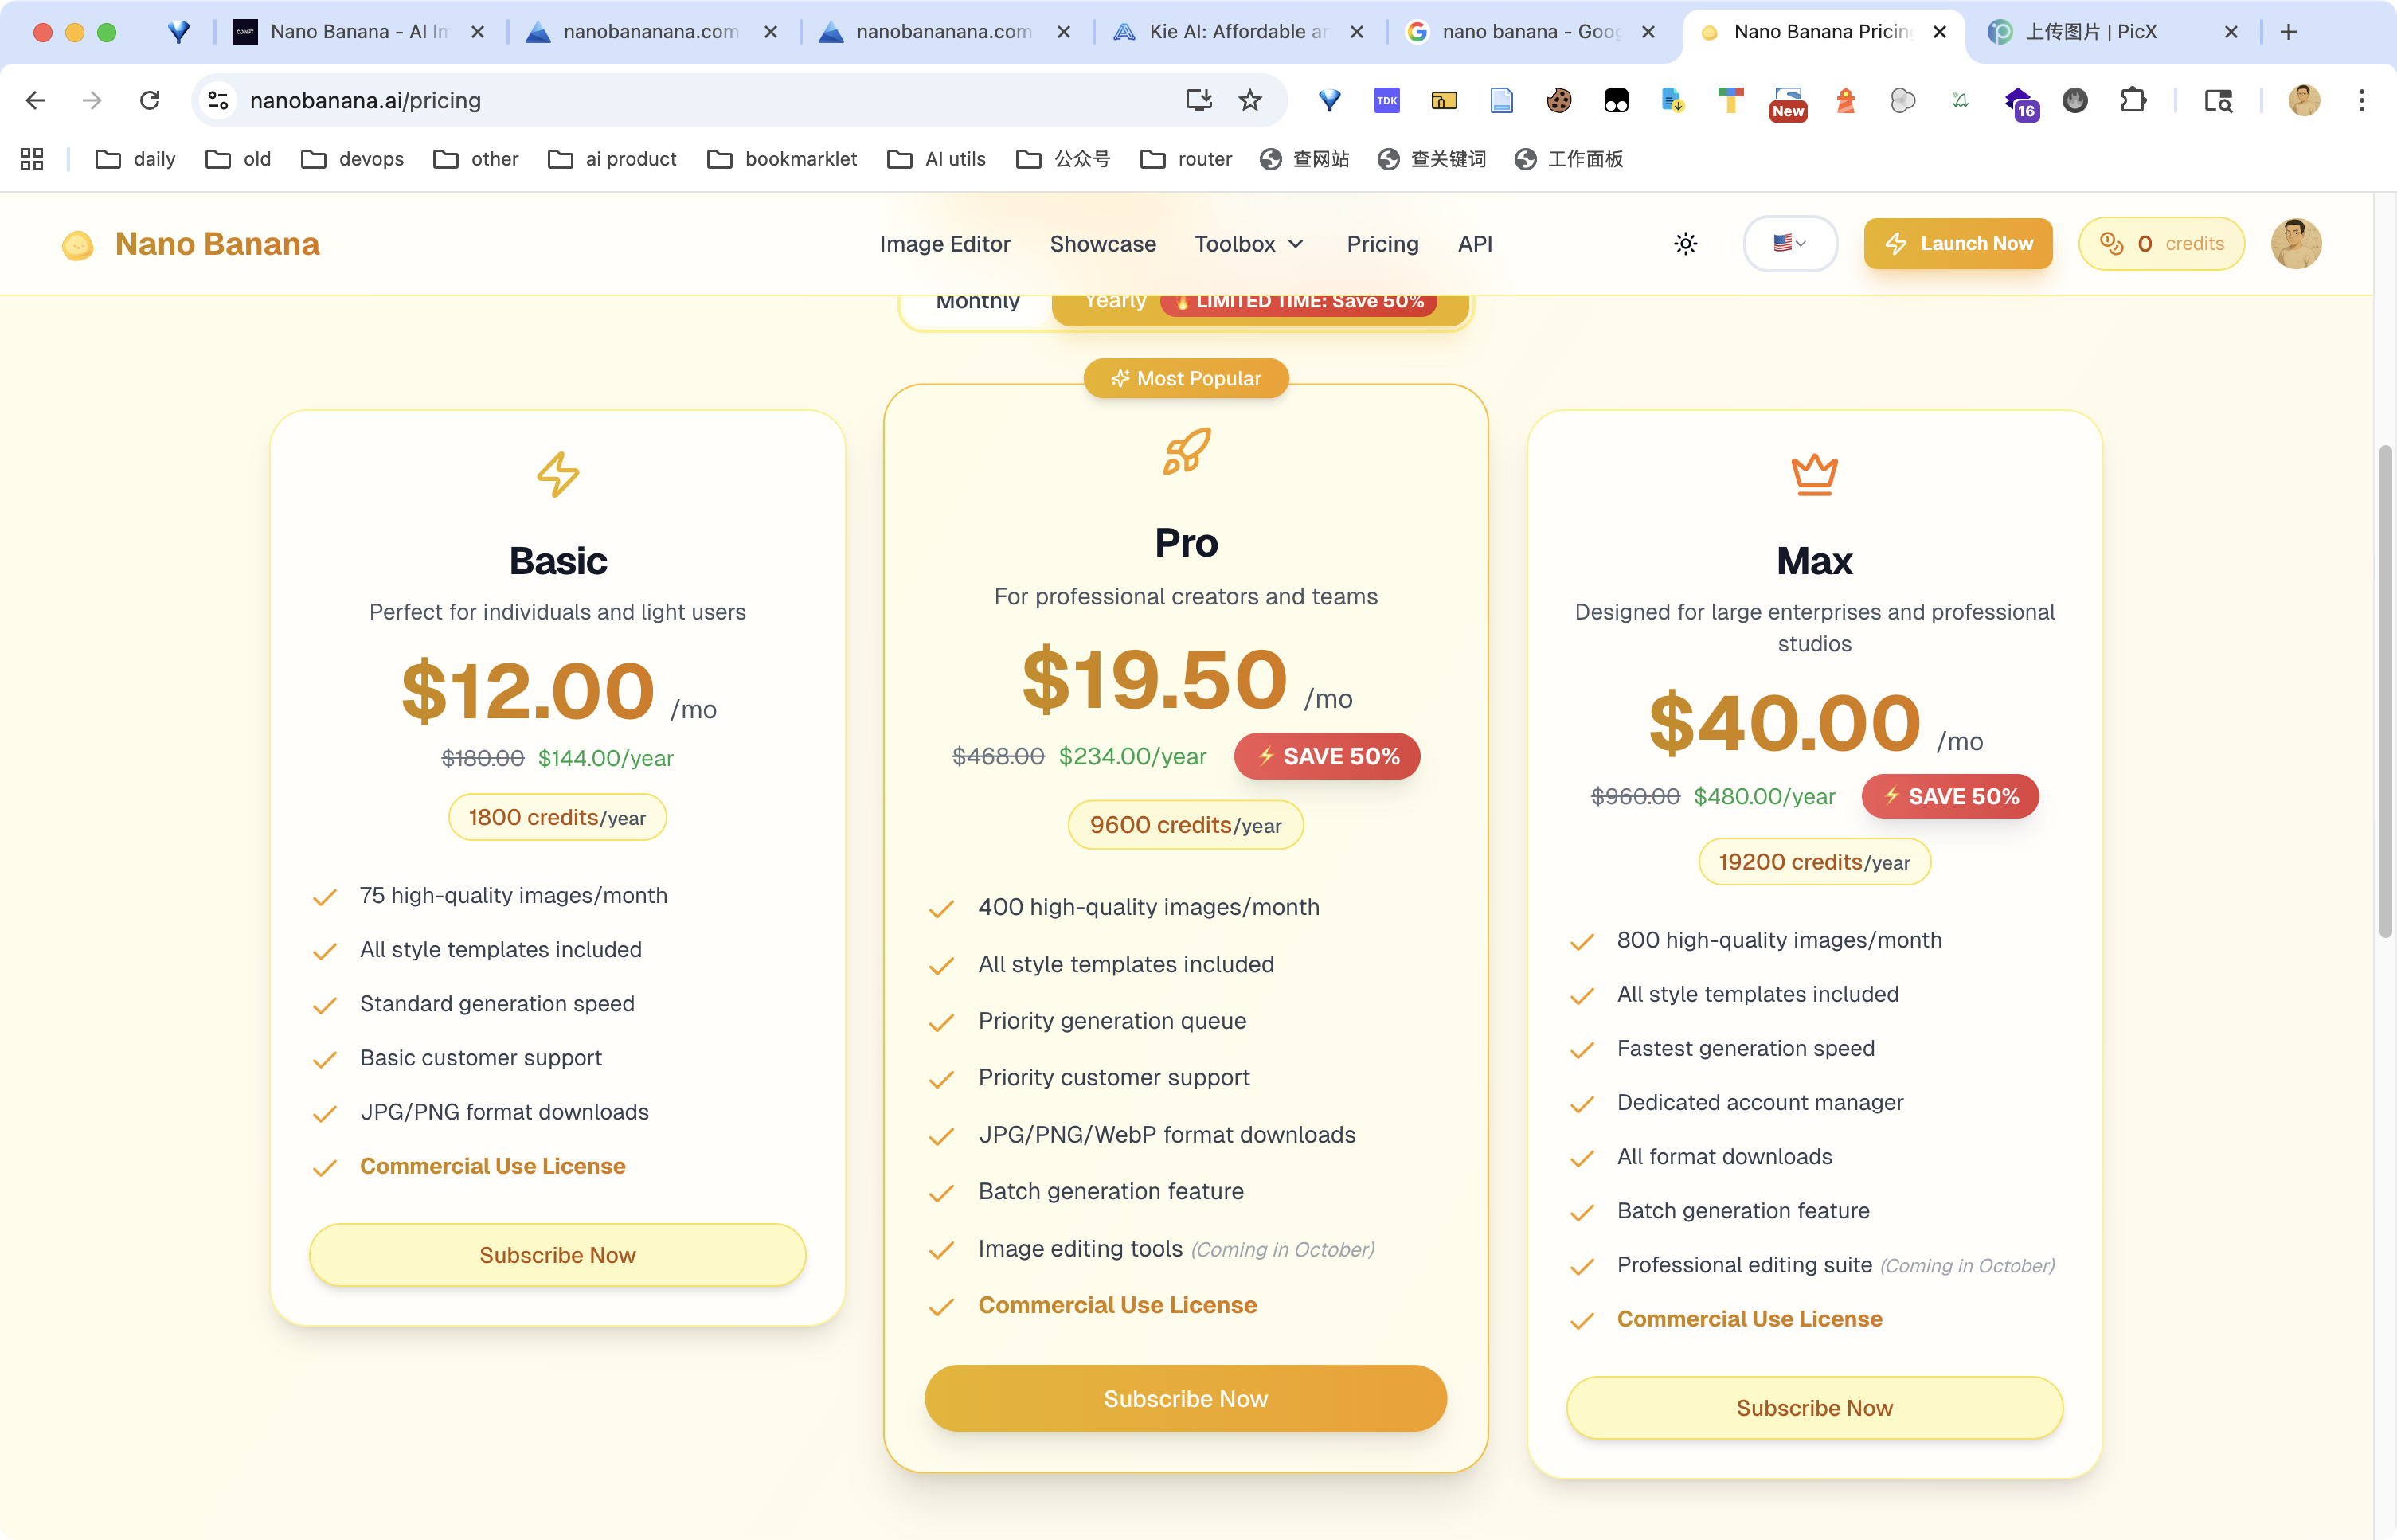 Nano Banana - AI Im
nanobananana.com
nanobananana.com
Kie AI: Affordable an
nano banana - Goog
Nano Banana Pricing
上传图片 | PicX
nanobanana.ai/pricing
TDK
New
16
daily
old
devops
other
ai product
bookmarklet
AI utils
公众号
router
查网站
查关键词
工作面板
Nano Banana
Image Editor
Showcase
Toolbox
Pricing
API
Launch Now
0 credits
Monthly
Yearly
LIMITED TIME: Save 50%
Basic
Perfect for individuals and light users
$12.00 /mo
$180.00 $144.00/year
1800 credits/year
75 high-quality images/month
All style templates included
Standard generation speed
Basic customer support
JPG/PNG format downloads
Commercial Use License
Subscribe Now
Most Popular
Pro
For professional creators and teams
$19.50 /mo
$468.00 $234.00/year ⚡ SAVE 50%
9600 credits/year
400 high-quality images/month
All style templates included
Priority generation queue
Priority customer support
JPG/PNG/WebP format downloads
Batch generation feature
Image editing tools (Coming in October)
Commercial Use License
Subscribe Now
Max
Designed for large enterprises and professional
studios
$40.00 /mo
$960.00 $480.00/year ⚡ SAVE 50%
19200 credits/year
800 high-quality images/month
All style templates included
Fastest generation speed
Dedicated account manager
All format downloads
Batch generation feature
Professional editing suite (Coming in October)
Commercial Use License
Subscribe Now